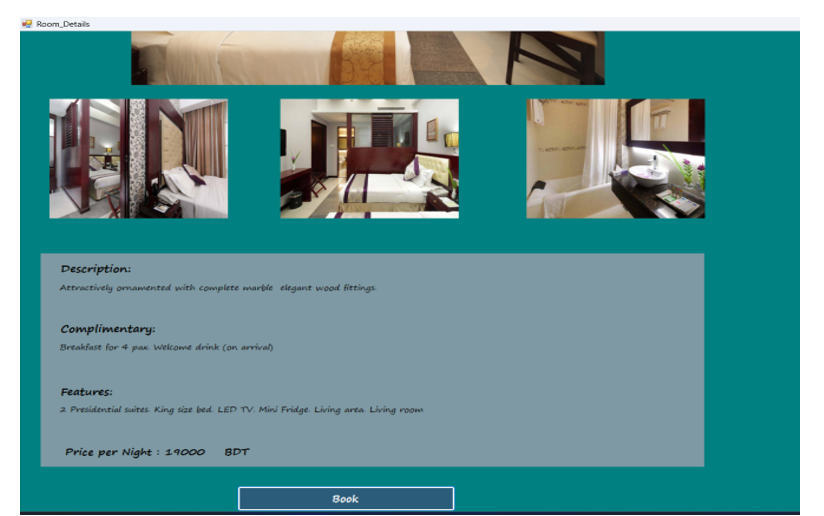 Room_Details
Description:
Attractively ornamented with complete marble elegant wood fittings.
Complimentary:
Breakfast for 4 pax. Welcome drink (on arrival)
Features:
2 Presidential suites. King size bed. LED TV. Mini Fridge. Living area. Living room
Price per Night : 19000 BDT
Book